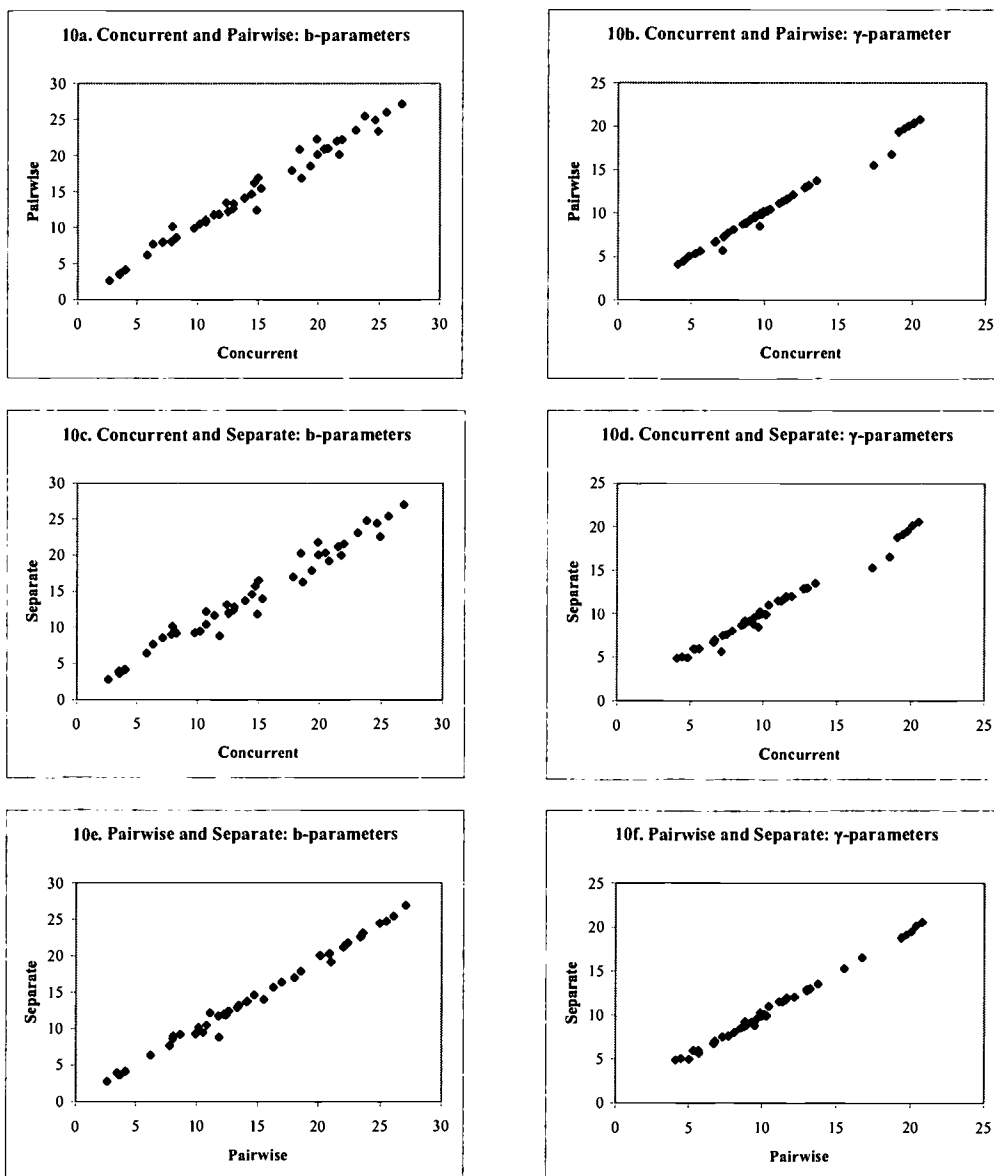 10a. Concurrent and Pairwise: b-parameters
30
25
20
15
10
5
0
Pairwise
0 5 10 15 20 25 30
Concurrent
10b. Concurrent and Pairwise: γ-parameter
25
20
15
10
5
0
Pairwise
0 5 10 15 20 25
Concurrent
10c. Concurrent and Separate: b-parameters
30
25
20
15
10
5
0
Separate
0 5 10 15 20 25 30
Concurrent
10d. Concurrent and Separate: γ-parameters
25
20
15
10
5
0
Separate
0 5 10 15 20 25
Concurrent
10e. Pairwise and Separate: b-parameters
30
25
20
15
10
5
0
Separate
0 5 10 15 20 25 30
Pairwise
10f. Pairwise and Separate: γ-parameters
25
20
15
10
5
0
Separate
0 5 10 15 20 25
Pairwise